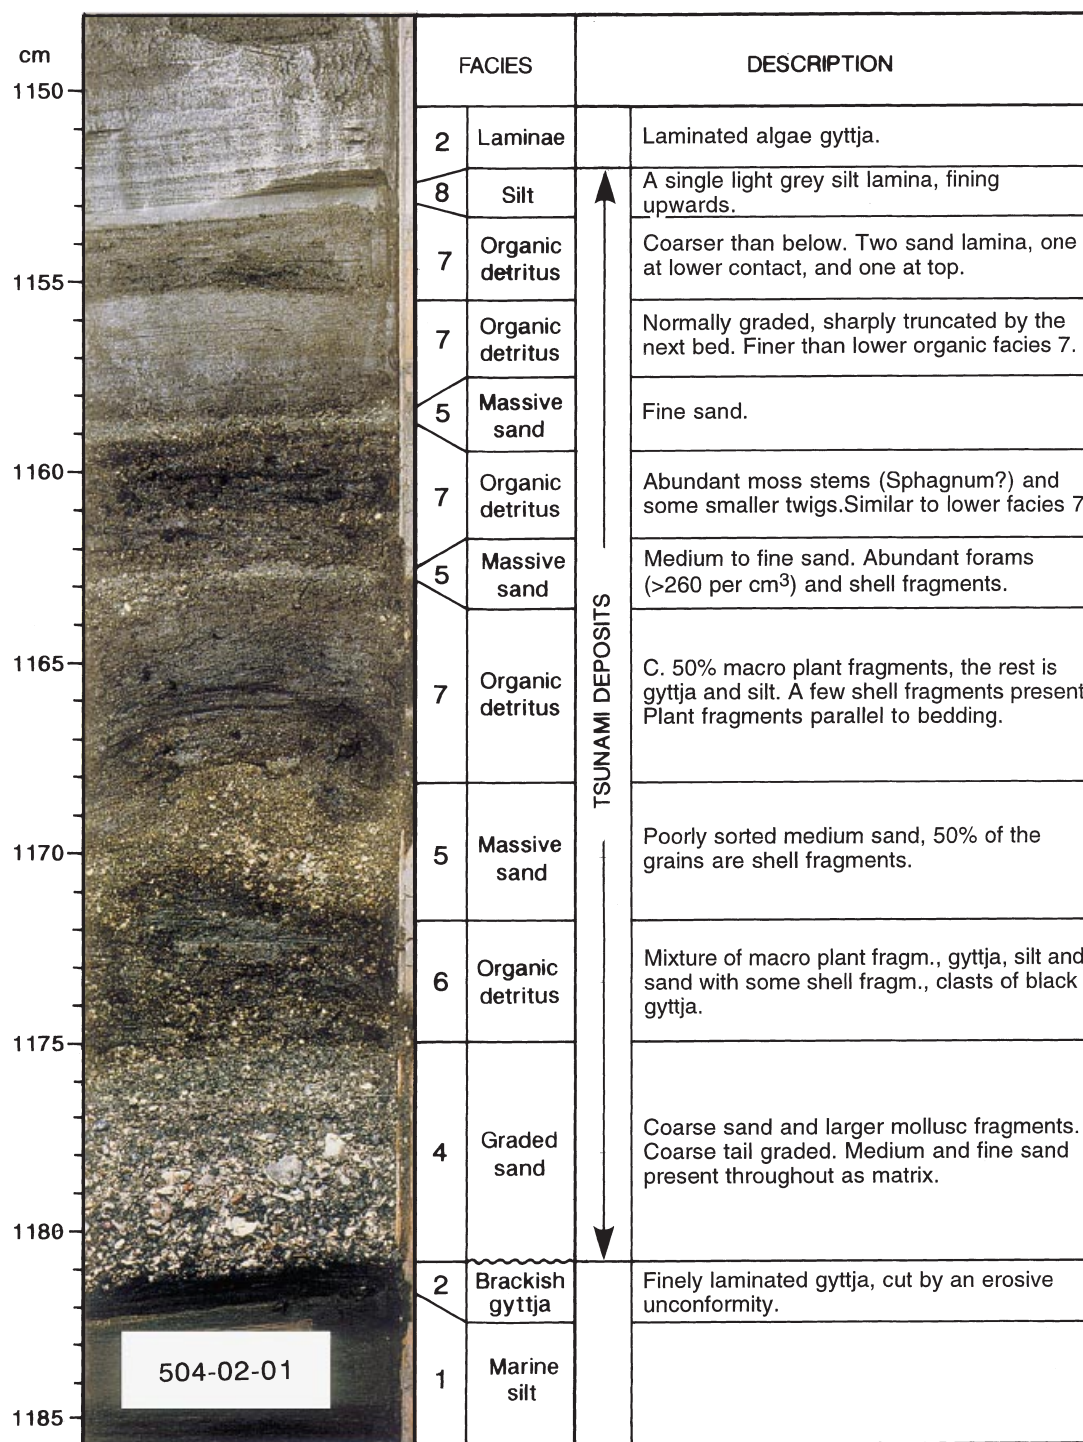 cm
FACIES
DESCRIPTION
1150
2
Laminae
Laminated algae gyttja.
8
Silt
A single light grey silt lamina, fining
upwards.
7
Organic
detritus
Coarser than below. Two sand lamina, one
at lower contact, and one at top.
1155
7
Organic
detritus
Normally graded, sharply truncated by the
next bed. Finer than lower organic facies 7.
5
Massive
sand
Fine sand.
1160
7
Organic
detritus
Abundant moss stems (Sphagnum?) and
some smaller twigs.Similar to lower facies 7
5
Massive
sand
Medium to fine sand. Abundant forams
(>260 per cm³) and shell fragments.
TSUNAMI DEPOSITS
1165
7
Organic
detritus
C. 50% macro plant fragments, the rest is
gyttja and silt. A few shell fragments present
Plant fragments parallel to bedding.
1170
5
Massive
sand
Poorly sorted medium sand, 50% of the
grains are shell fragments.
6
Organic
detritus
Mixture of macro plant fragm., gyttja, silt and
sand with some shell fragm., clasts of black
gyttja.
1175
4
Graded
sand
Coarse sand and larger mollusc fragments.
Coarse tail graded. Medium and fine sand
present throughout as matrix.
1180
2
Brackish
gyttja
Finely laminated gyttja, cut by an erosive
unconformity.
504-02-01
1
Marine
silt
1185